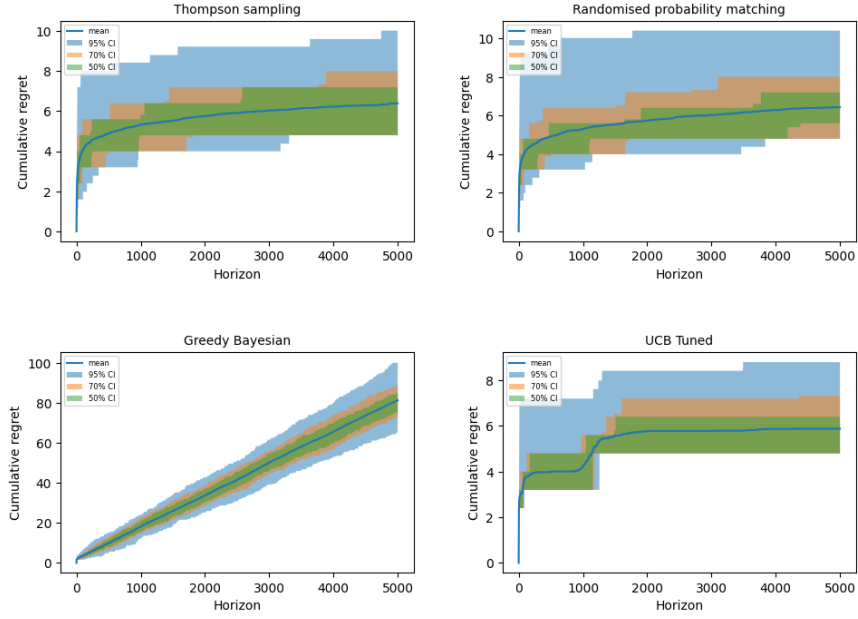 Thompson sampling
Cumulative regret
10
8
6
4
2
0
mean
95% CI
70% CI
50% CI
0 1000 2000 3000 4000 5000
Horizon
Randomised probability matching
Cumulative regret
10
8
6
4
2
0
mean
95% CI
70% CI
50% CI
0 1000 2000 3000 4000 5000
Horizon
Greedy Bayesian
Cumulative regret
100
80
60
40
20
0
mean
95% CI
70% CI
50% CI
0 1000 2000 3000 4000 5000
Horizon
UCB Tuned
Cumulative regret
8
6
4
2
0
mean
95% CI
70% CI
50% CI
0 1000 2000 3000 4000 5000
Horizon